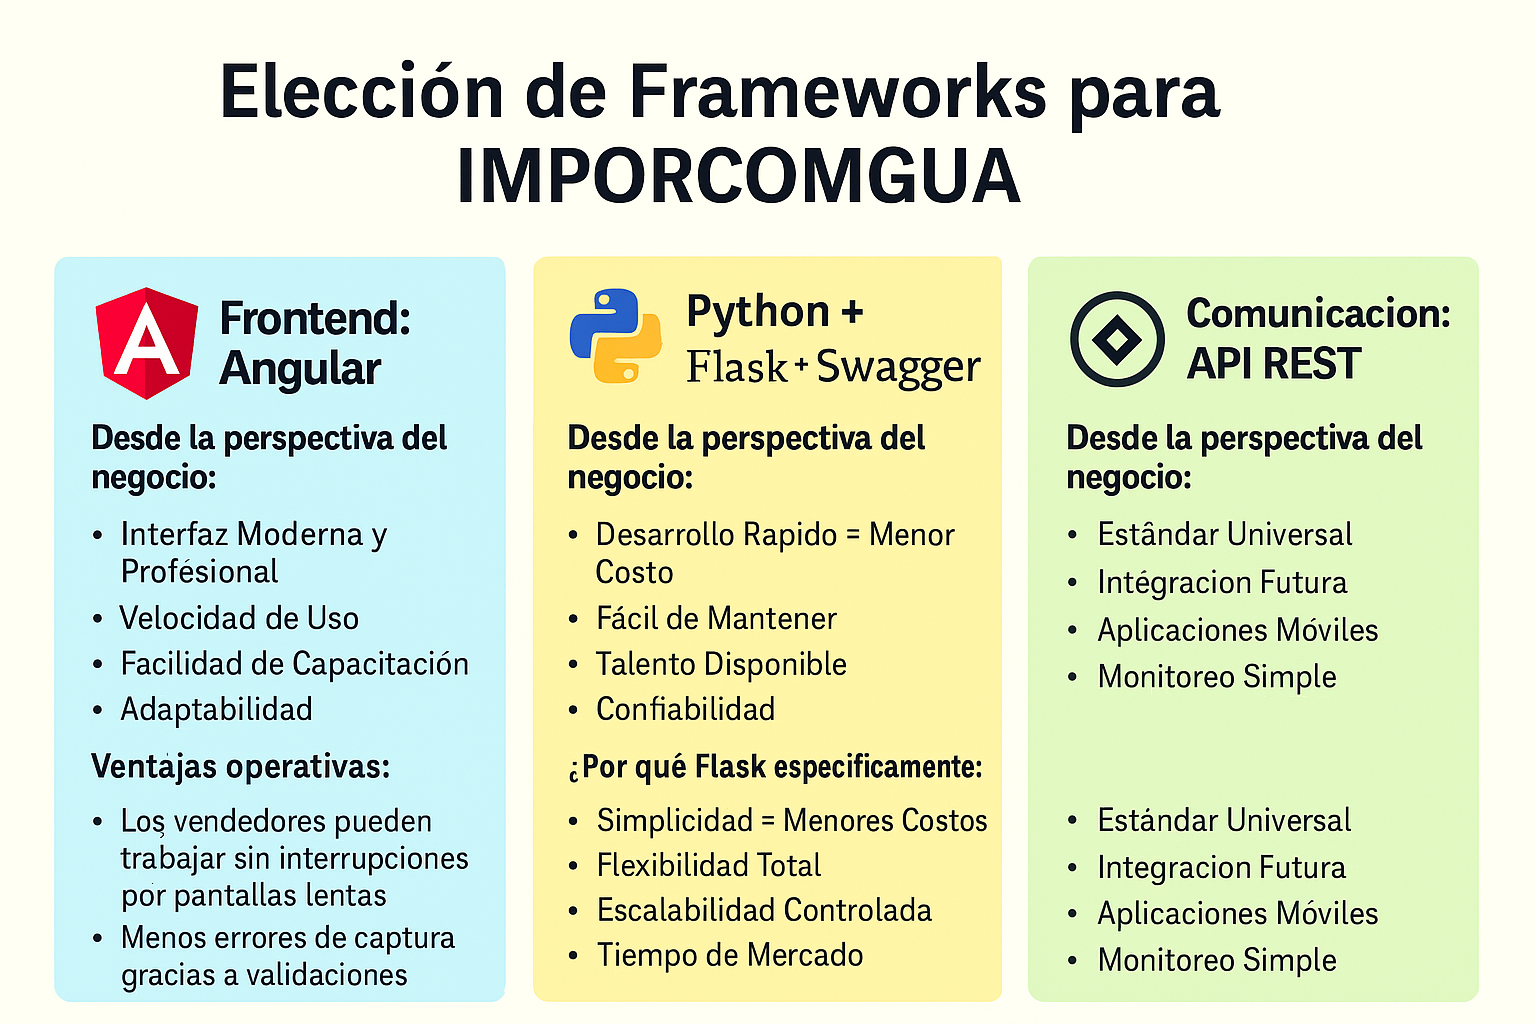 Elección de Frameworks para
IMPORCOMGUA
Frontend:
Angular
Desde la perspectiva del
negocio:
• Interfaz Moderna y
Profésional
• Velocidad de Uso
• Facilidad de Capacitación
• Adaptabilidad
Ventajas operativas:
• Los vendedores pueden
trabajar sin interrupciones
por pantallas lentas
• Menos errores de captura
gracias a validaciones
Python +
Flask + Swagger
Desde la perspectiva del
negocio:
• Desarrollo Rapido = Menor
Costo
• Fácil de Mantener
• Talento Disponible
• Confiabilidad
¿Por qué Flask especificamente:
• Simplicidad = Menores Costos
• Flexibilidad Total
• Escalabilidad Controlada
• Tiempo de Mercado
Comunicacion:
API REST
Desde la perspectiva del
negocio:
• Estândar Universal
• Intégracion Futura
• Aplicaciones Móviles
• Monitoreo Simple
• Estándar Universal
• Integracion Futura
• Aplicaciones Móviles
• Monitoreo Simple